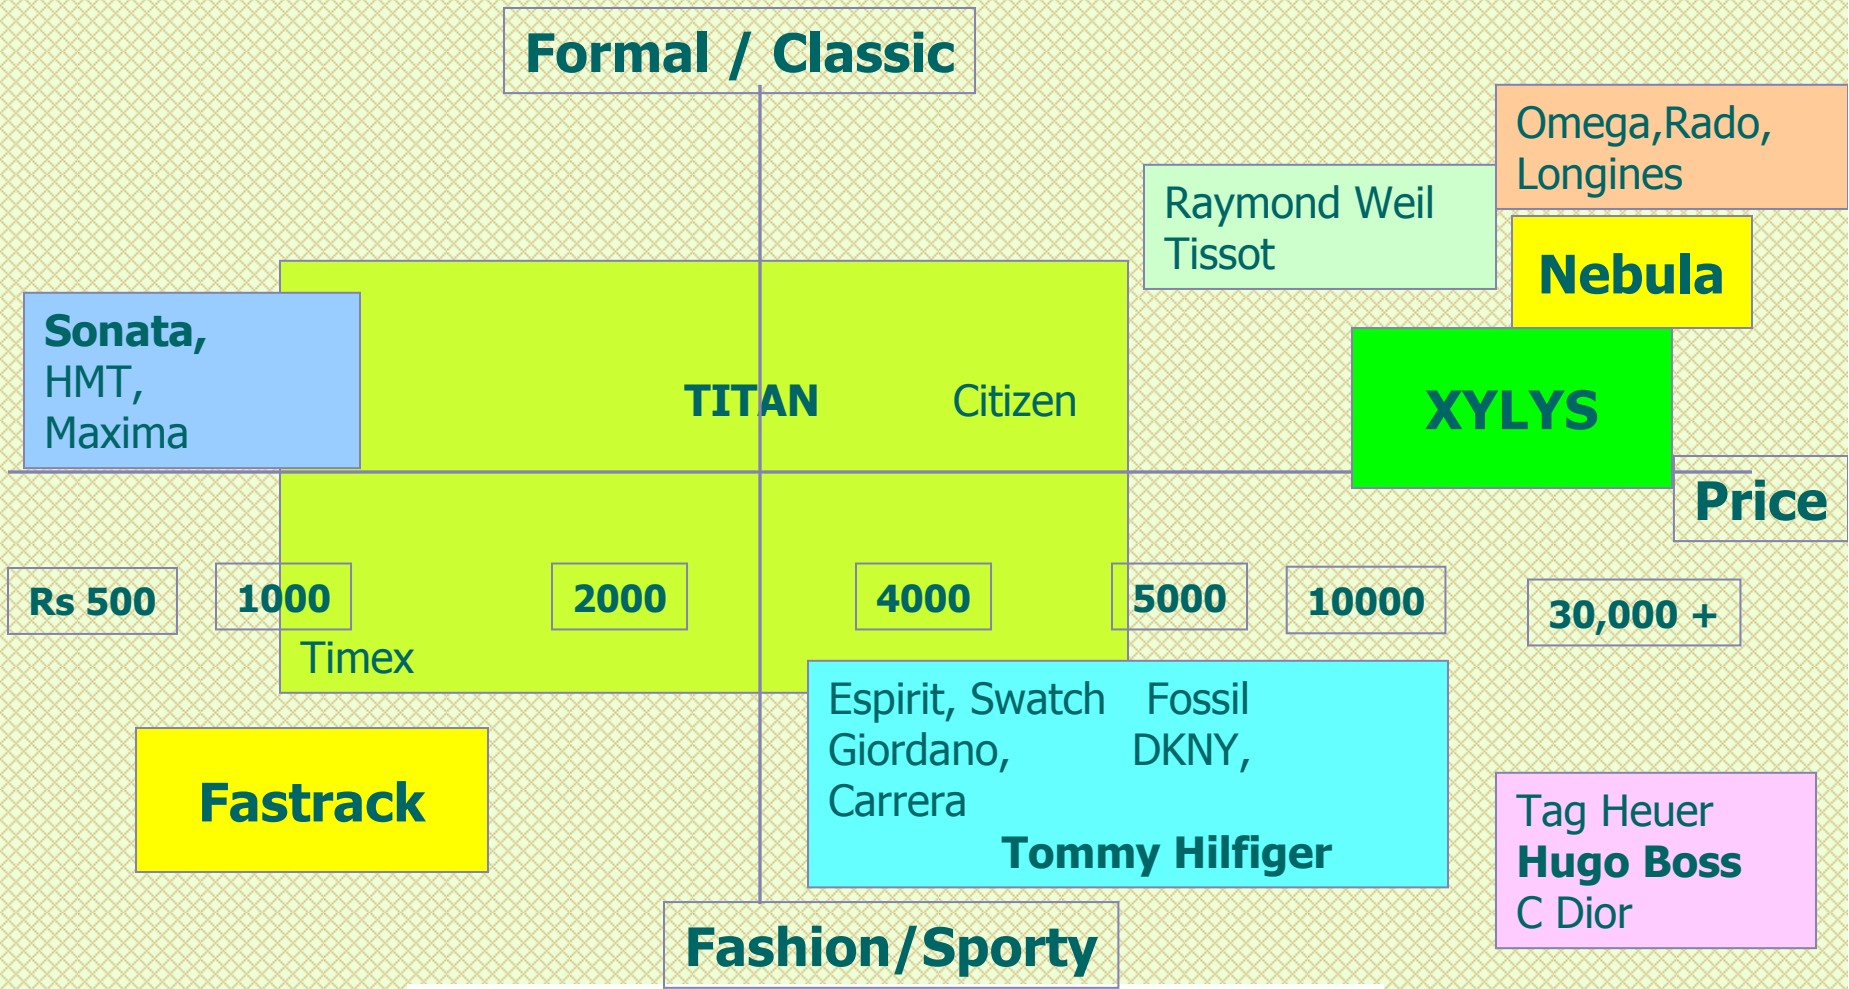 Formal / Classic
Omega,Rado,
Longines
Raymond Weil
Tissot
Nebula
Sonata,
HMT,
Maxima
TITAN Citizen
XYLYS
Price
Rs 500 1000 2000 4000 5000 10000 30,000 +
Timex
Espirit, Swatch Fossil
Giordano, DKNY,
Carrera
Tommy Hilfiger
Fastrack
Tag Heuer
Hugo Boss
C Dior
Fashion/Sporty